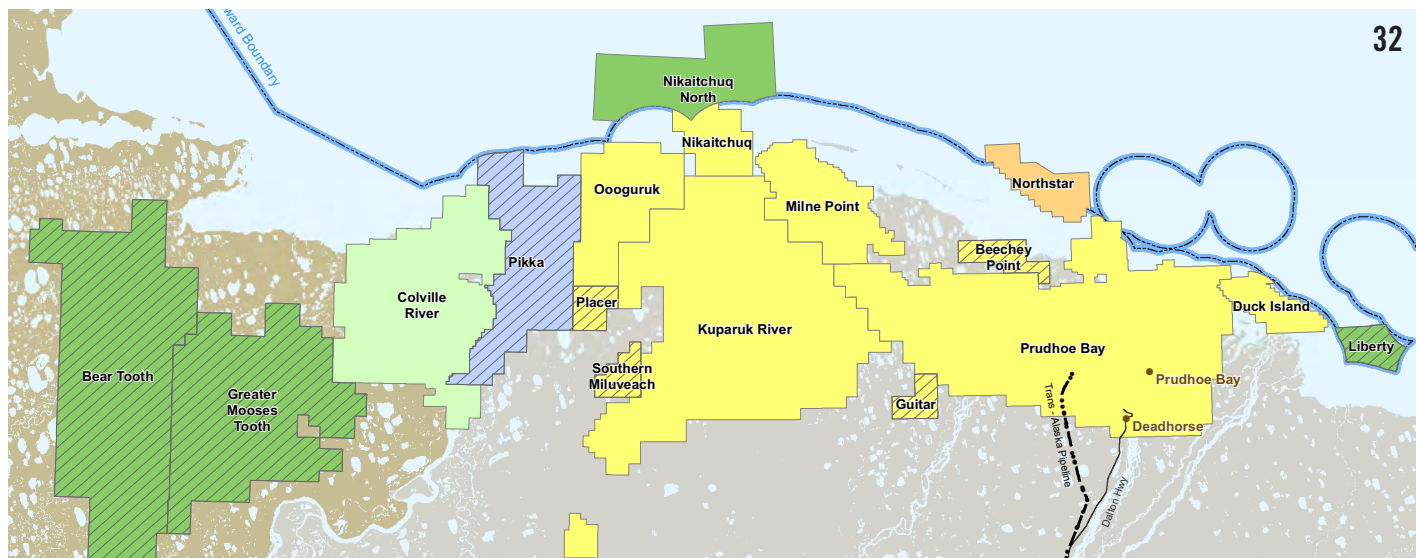 32
ward Boundary
Nikaitchuq
North
Nikaitchuq
Oooguruk
Northstar
Milne Point
Pikka
Beechey
Point
Colville
River
Placer
Duck Island
Kuparuk River
Prudhoe Bay
Liberty
Bear Tooth
Southern
Miluveach
Prudhoe Bay
Greater
Mooses
Tooth
Guitar
Deadhorse
Trans - Alaska Pipeline
Dalton Hwy